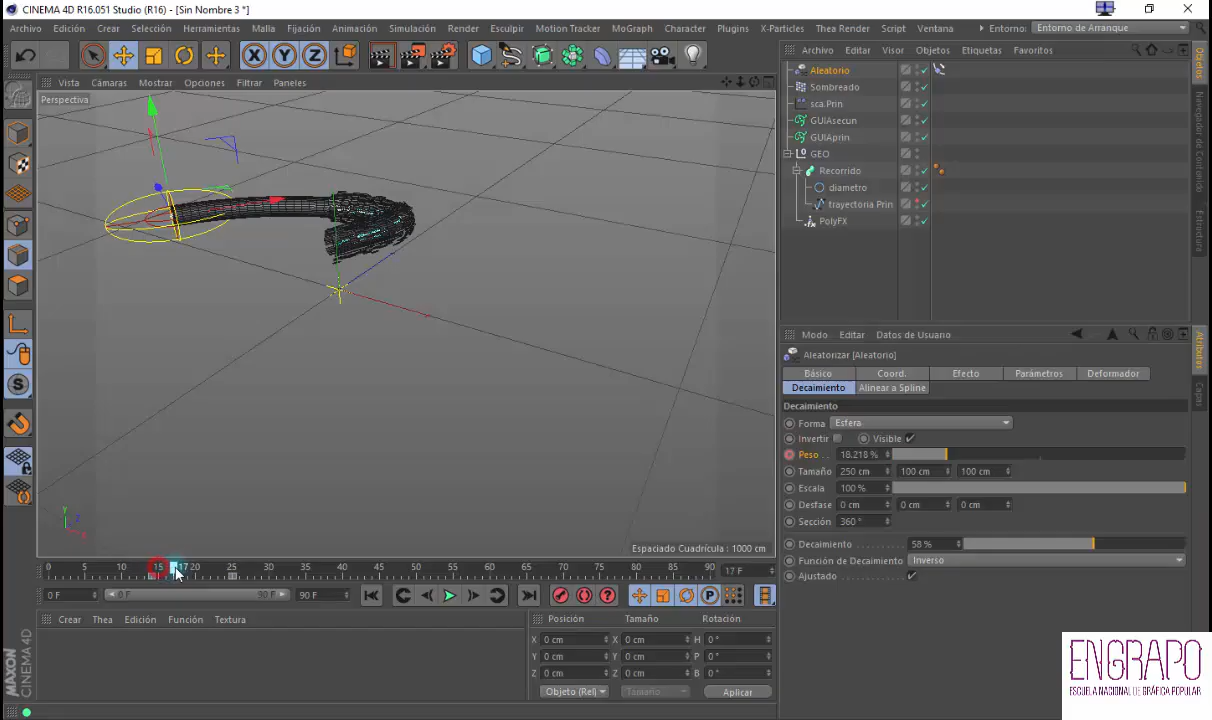 CINEMA 4D R16.051 Studio (R16) - [Sin Nombre 3 *]
Archivo Edición Crear Selección Herramientas Malla Fijación Animación Simulación Render Esculpir Motion Tracker MoGraph Character Plugins X-Particles Thea Render Script Ventana Entorno: Entorno de Arranque
Archivo Editar Visor Objetos Etiquetas Favoritos
Vista Cámaras Mostrar Opciones Filtrar Paneles
Perspectiva
Aleatorio
Sombreado
sca.Prin
GUIAsecun
GUIAprin
GEO
Recorrido
diametro
trayectoria Prin
PolyFX
Objetos
Navegador de Contenido
Estructura
Modo Editar Datos de Usuario
Aleatorizar [Aleatorio]
Básico Coord. Efecto Parámetros Deformador
Decaimiento Alinear a Spline
Decaimiento
Forma Esfera
Invertir Visible
Peso . . 18.218 %
Tamaño 250 cm 100 cm 100 cm
Escala 100 %
Desfase 0 cm 0 cm 0 cm
Sección 360 °
Decaimiento . . . . . . . . . 58 %
Función de Decaimiento Inverso
Ajustado
Atributos
Capas
Y Z X
Espaciado Cuadrícula : 1000 cm
0 5 10 15 17 20 25 30 35 40 45 50 55 60 65 70 75 80 85 90 17 F
0 F 0 F 90 F 90 F
Crear Thea Edición Función Textura
Posición Tamaño Rotación
X 0 cm X 0 cm H 0 °
Y 0 cm Y 0 cm P 0 °
Z 0 cm Z 0 cm B 0 °
Objeto (Rel) Tamaño Aplicar
MAXON CINEMA 4D
ENGRAPO
ESCUELA NACIONAL DE GRÁFICA POPULAR